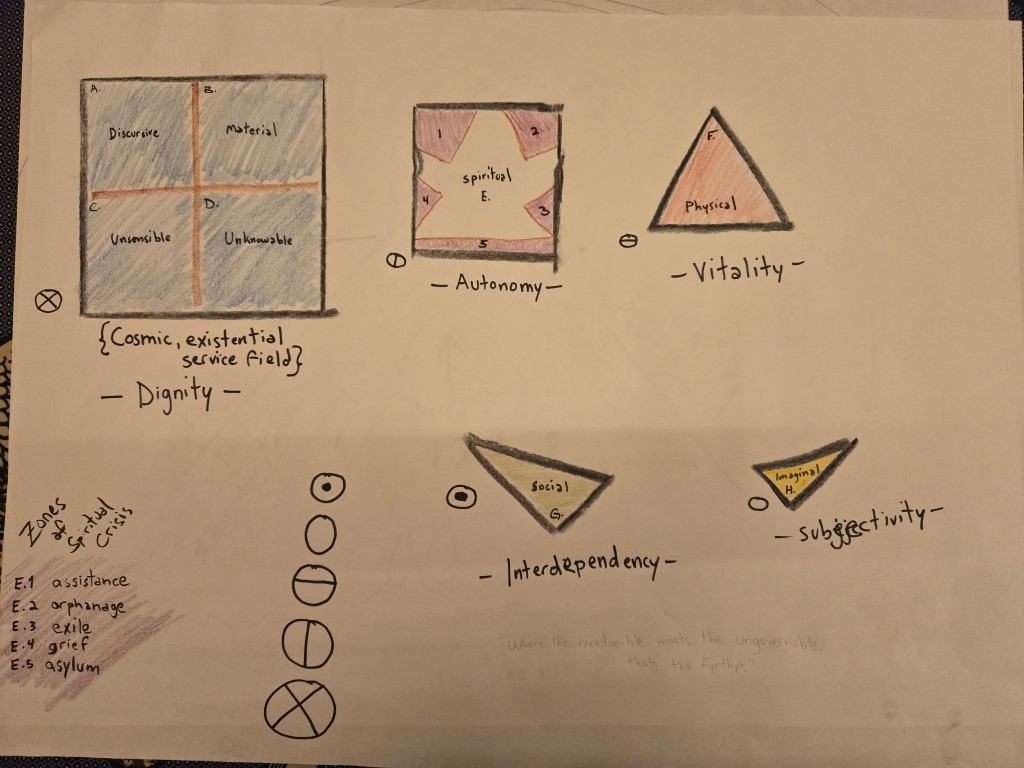 A.
B.
Discursive
Material
C.
D.
Unsensible
Unknowable
{Cosmic, existential
service field}
- Dignity -
1
2
spiritual
E.
4
3
5
- Autonomy -
F.
Physical
- Vitality -
Social
G.
- Interdependency -
Imaginal
H.
- subjectivity -
Zones
of
spiritual
crisis
E.1 assistance
E.2 orphanage
E.3 exile
E.4 grief
E.5 asylum
"Where the irreducible meets the ungovernable,
that's the